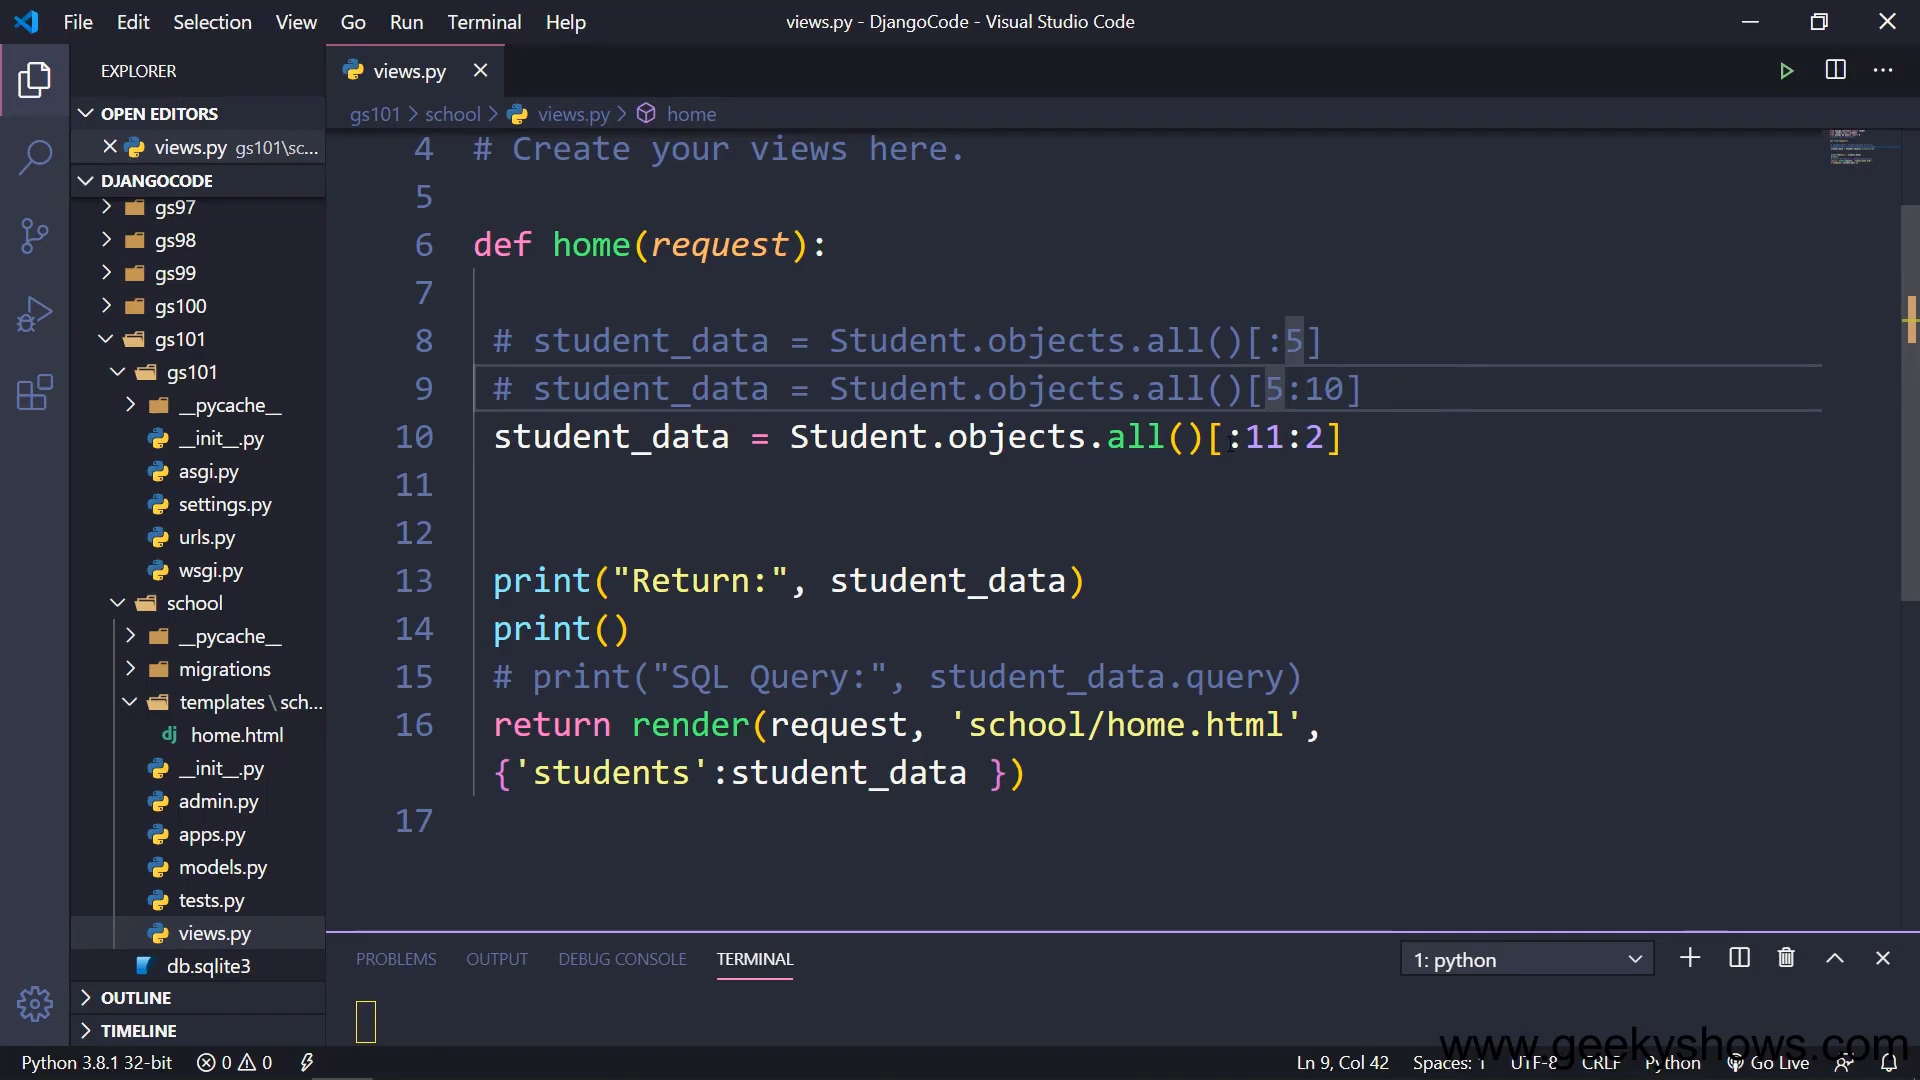 File Edit Selection View Go Run Terminal Help
views.py - DjangoCode - Visual Studio Code
EXPLORER
OPEN EDITORS
views.py gs101\sc...
DJANGOCODE
gs97
gs98
gs99
gs100
gs101
gs101
__pycache__
__init__.py
asgi.py
settings.py
urls.py
wsgi.py
school
__pycache__
migrations
templates\sch...
home.html
__init__.py
admin.py
apps.py
models.py
tests.py
views.py
db.sqlite3
OUTLINE
TIMELINE
views.py
gs101 > school > views.py > home
4 # Create your views here.
5
6 def home(request):
7
8 # student_data = Student.objects.all()[:5]
9 # student_data = Student.objects.all()[5:10]
10 student_data = Student.objects.all()[:11:2]
11
12
13 print("Return:", student_data)
14 print()
15 # print("SQL Query:", student_data.query)
16 return render(request, 'school/home.html',
{'students':student_data })
17
PROBLEMS OUTPUT DEBUG CONSOLE TERMINAL
1: python
www.geekyshows.com
Python 3.8.1 32-bit 0 0
Ln 9, Col 42 Spaces: 1 UTF-8 CRLF Python Go Live